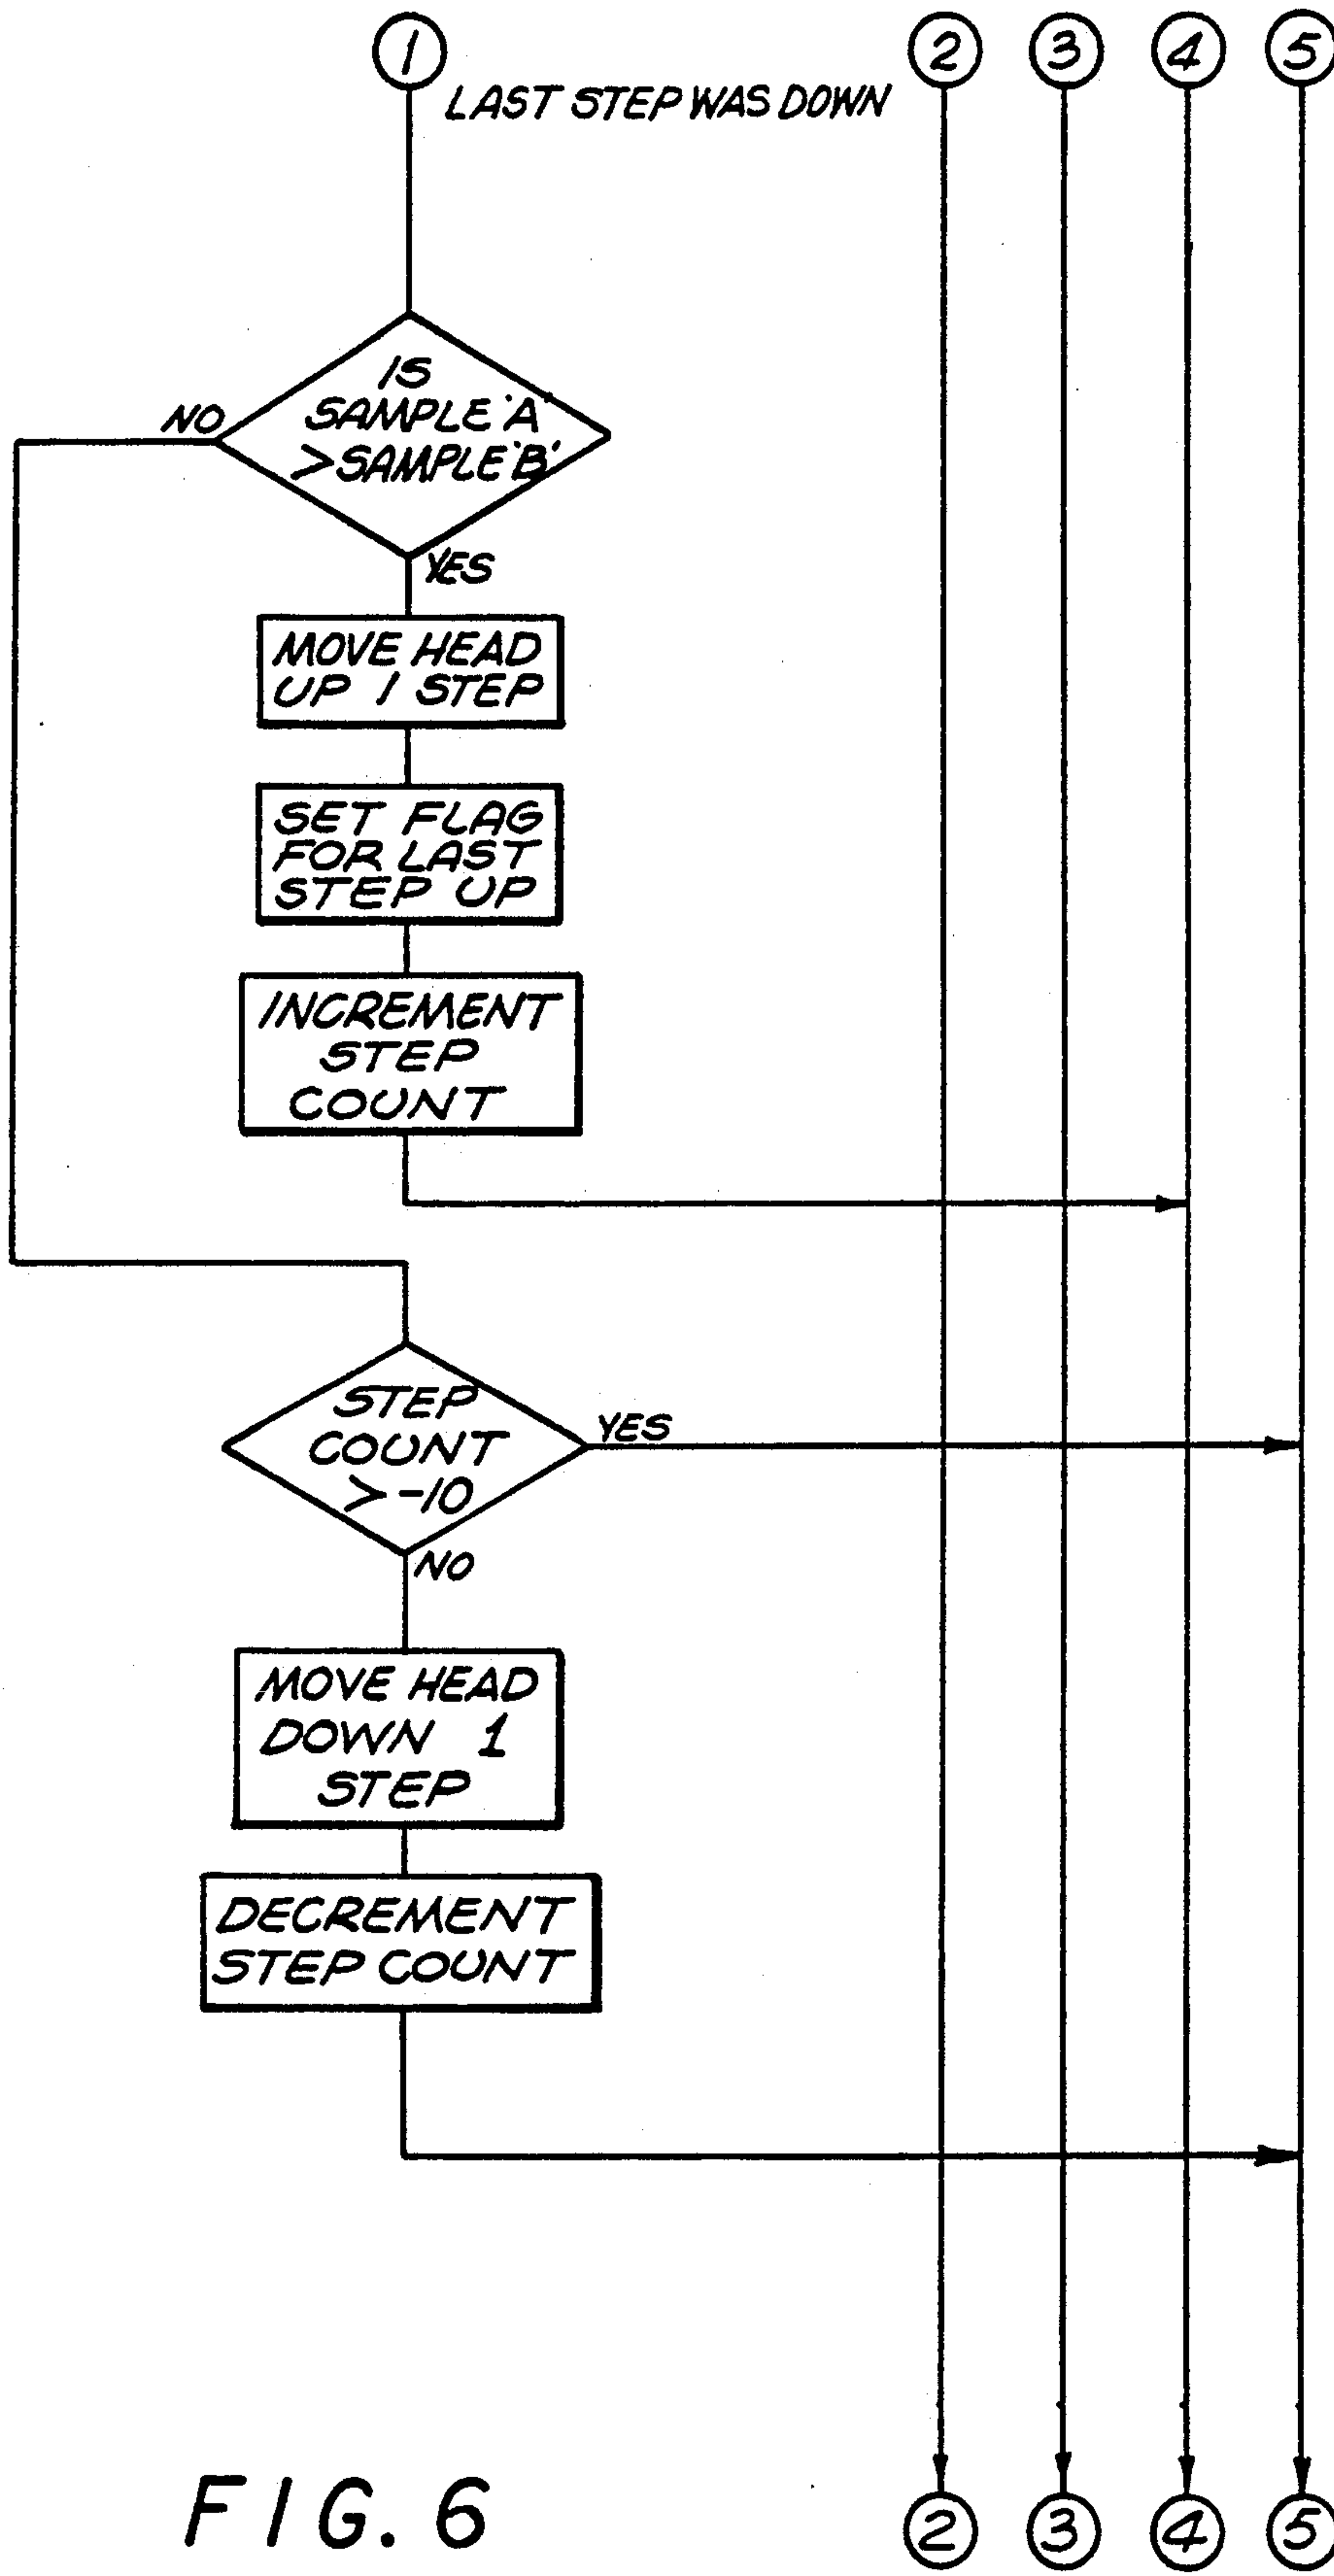 1
2
3
4
5
LAST STEP WAS DOWN
IS
SAMPLE 'A'
>SAMPLE 'B'
NO
YES
MOVE HEAD
UP 1 STEP
SET FLAG
FOR LAST
STEP UP
INCREMENT
STEP
COUNT
STEP
COUNT
>-10
YES
NO
MOVE HEAD
DOWN 1
STEP
DECREMENT
STEP COUNT
FIG. 6
2
3
4
5